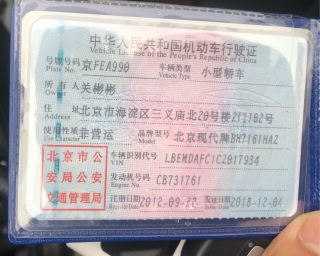 中华人民共和国机动车行驶证
Vehicle License of the People's Republic of China
号牌号码 京FEA990 车辆类型 小型轿车
Plate No. Vehicle Type
所有人 关彬彬
Owner
住址 北京市海淀区三义庙北20号楼2门102号
Address
使用性质 非营运 品牌型号 北京现代牌BH7161HAZ
Use Character Model
北京市公
安局公安
交通管理局
车辆识别代号 LBEMDAFC1CZ017934
VIN
发动机号码 CB731761
Engine No.
注册日期 发证日期 2018-12-04
Register Date Issue Date